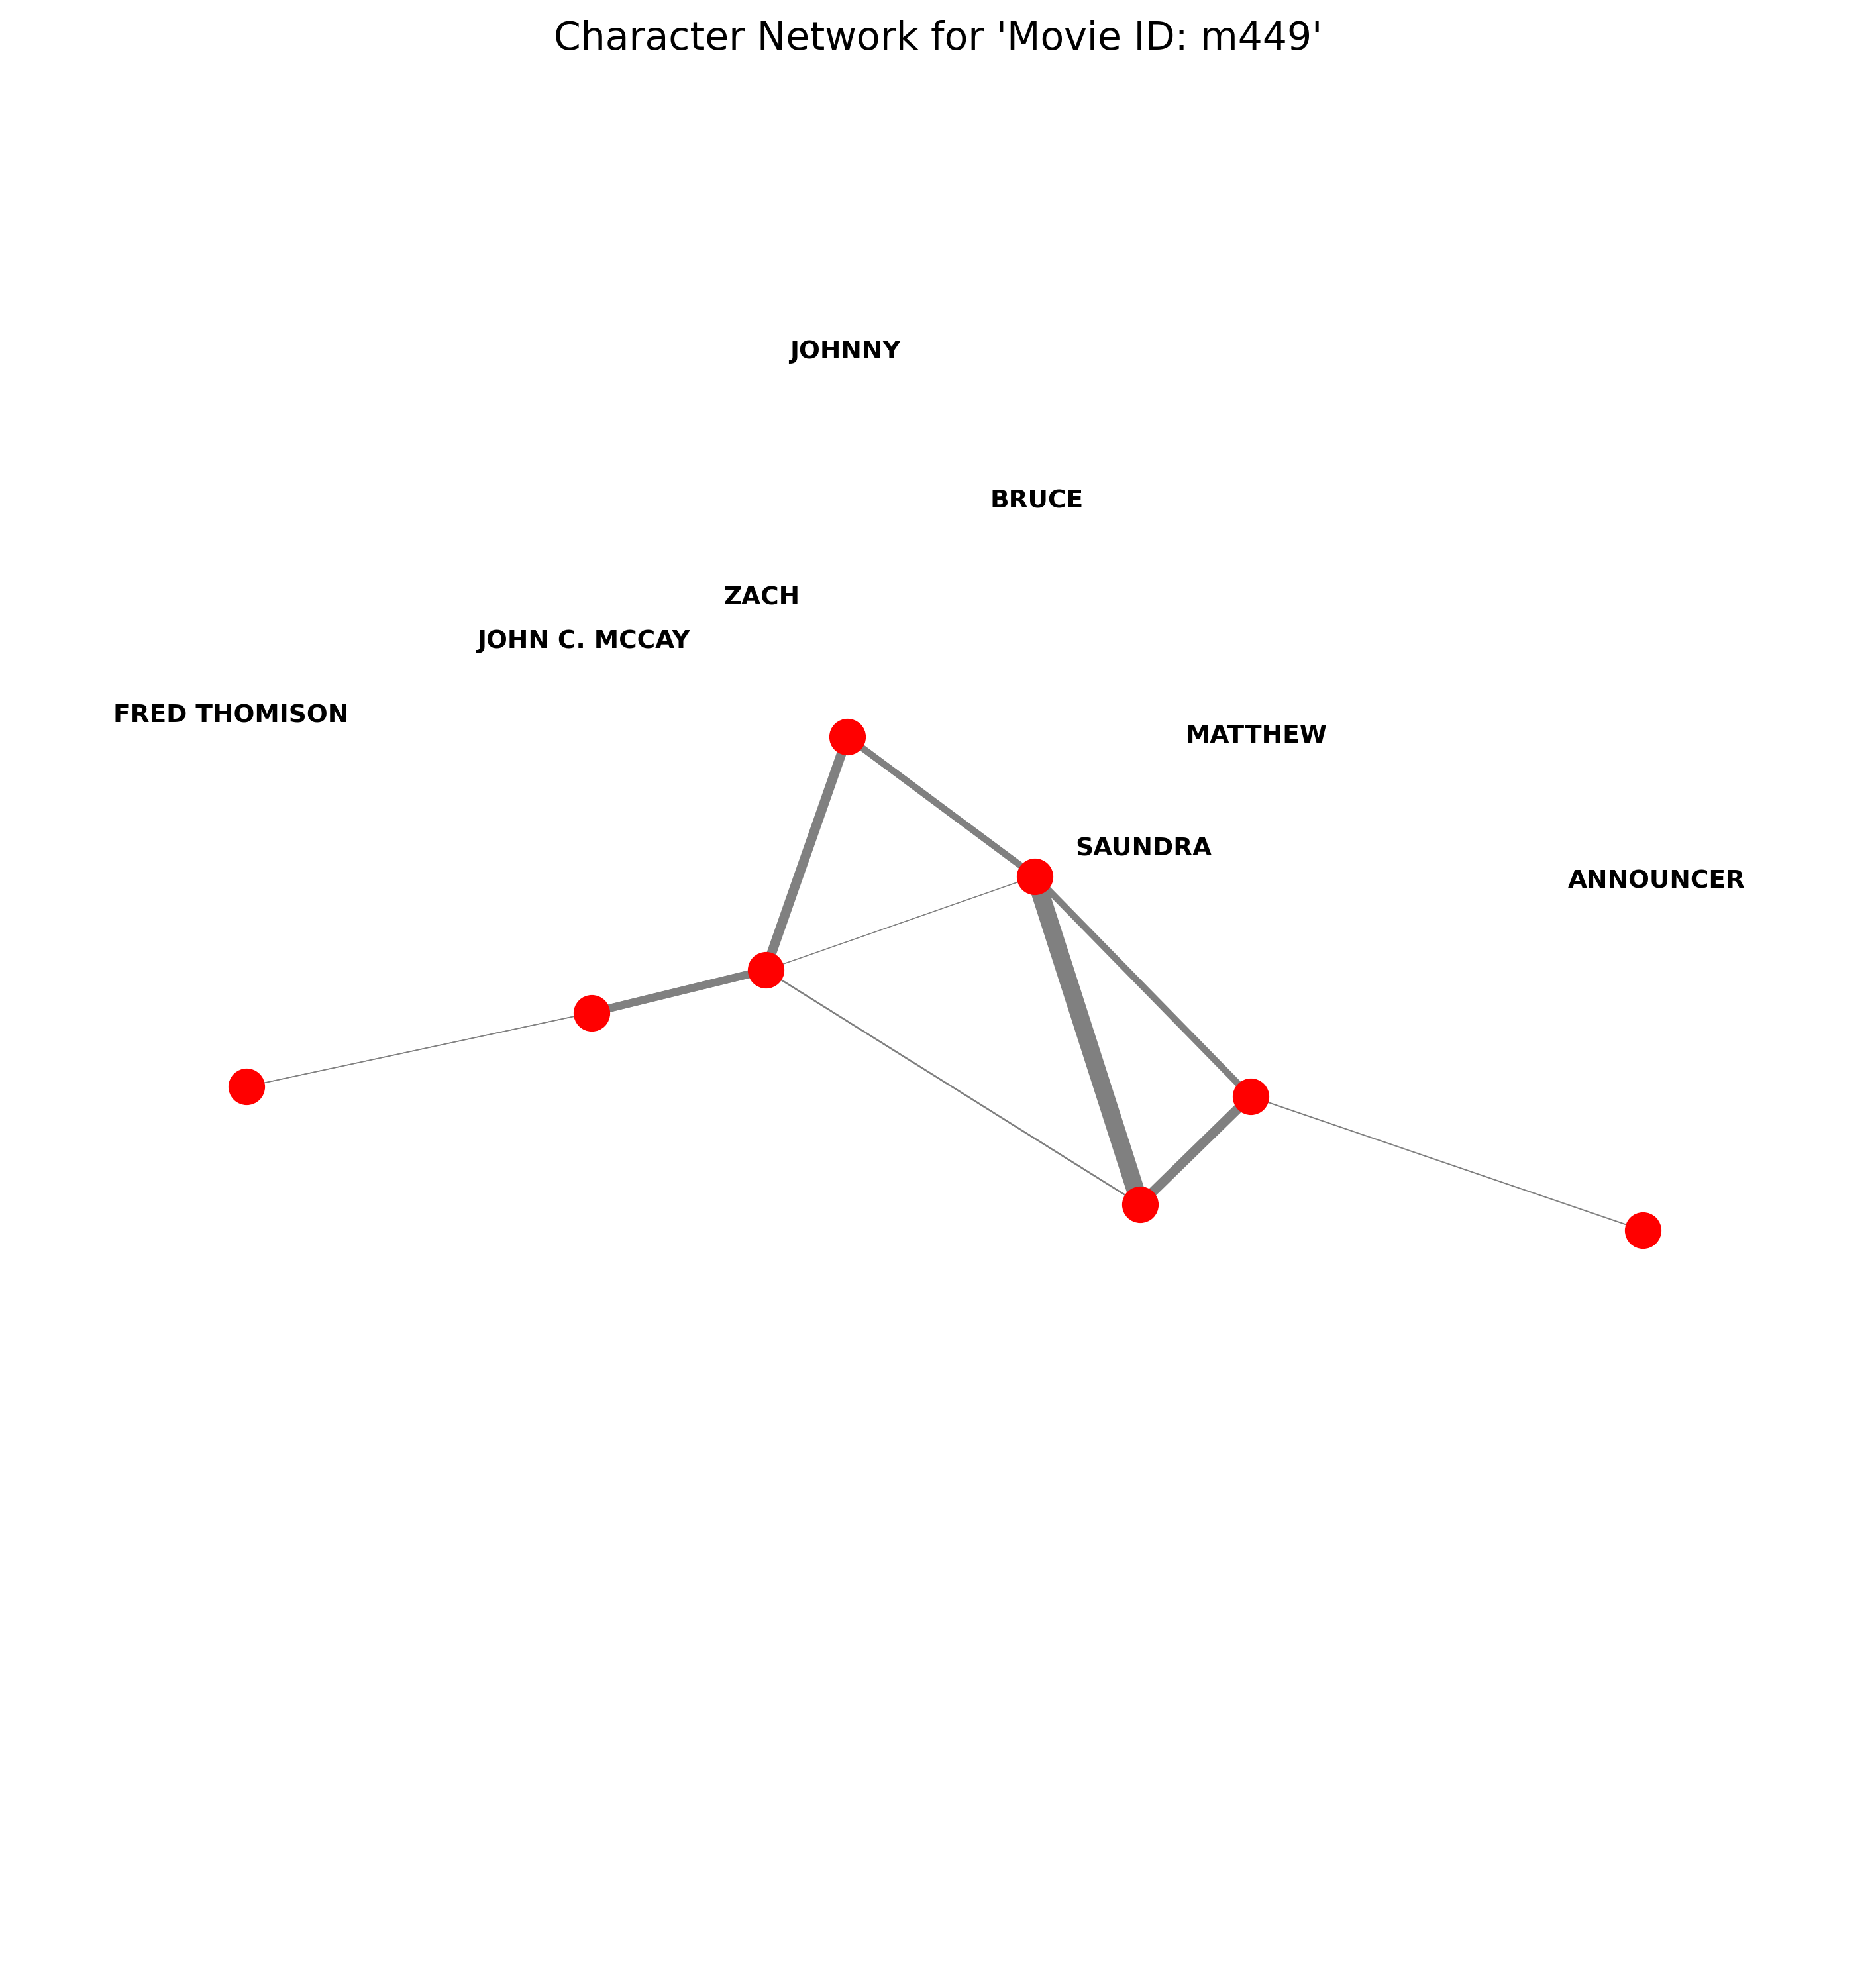 Character Network for 'Movie ID: m449'
JOHNNY
BRUCE
ZACH
JOHN C. MCCAY
FRED THOMISON
MATTHEW
SAUNDRA
ANNOUNCER